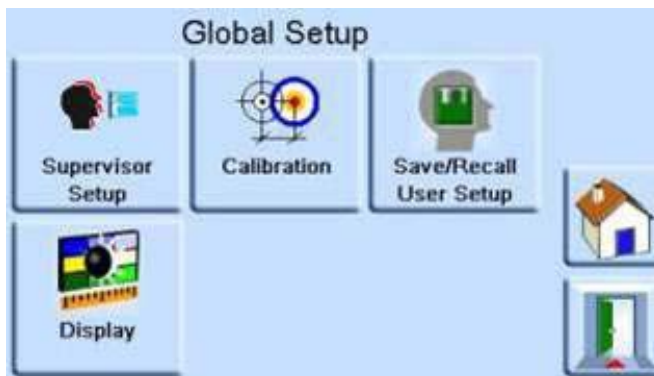 Global Setup
Supervisor
Setup
Calibration
Save/Recall
User Setup
Display